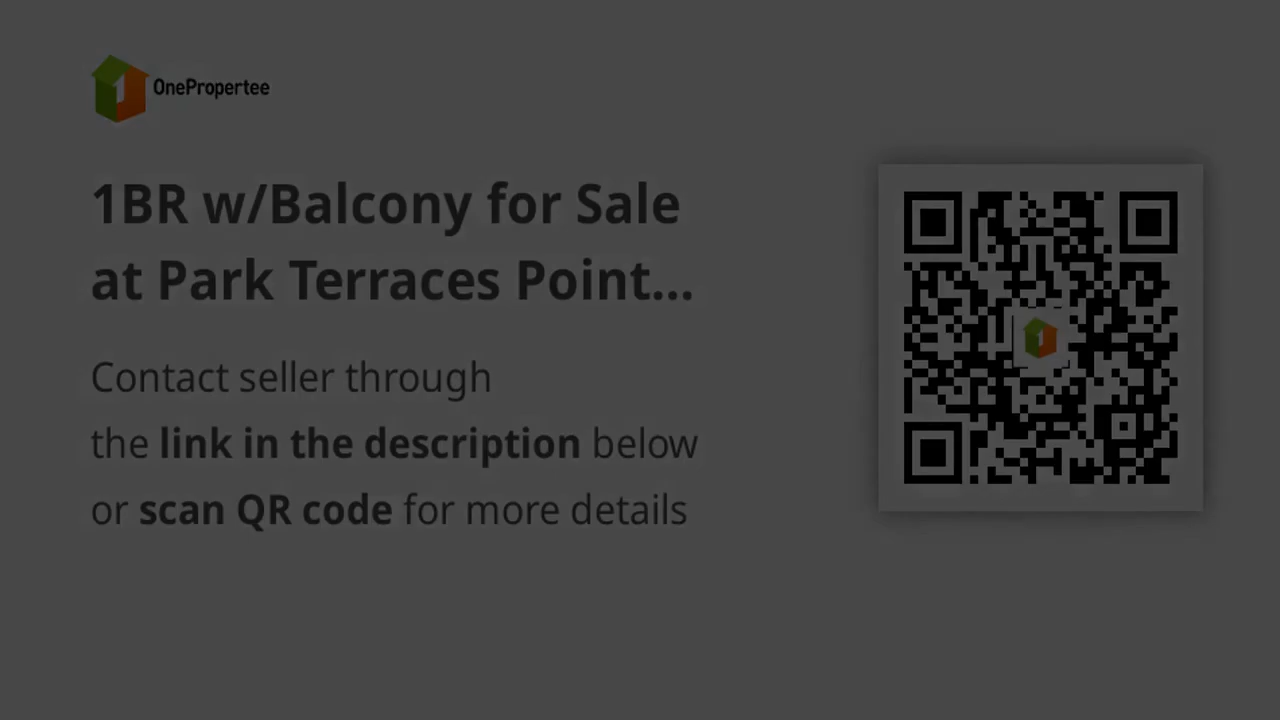 OnePropertee
1BR w/Balcony for Sale
at Park Terraces Point...
Contact seller through
the link in the description below
or scan QR code for more details